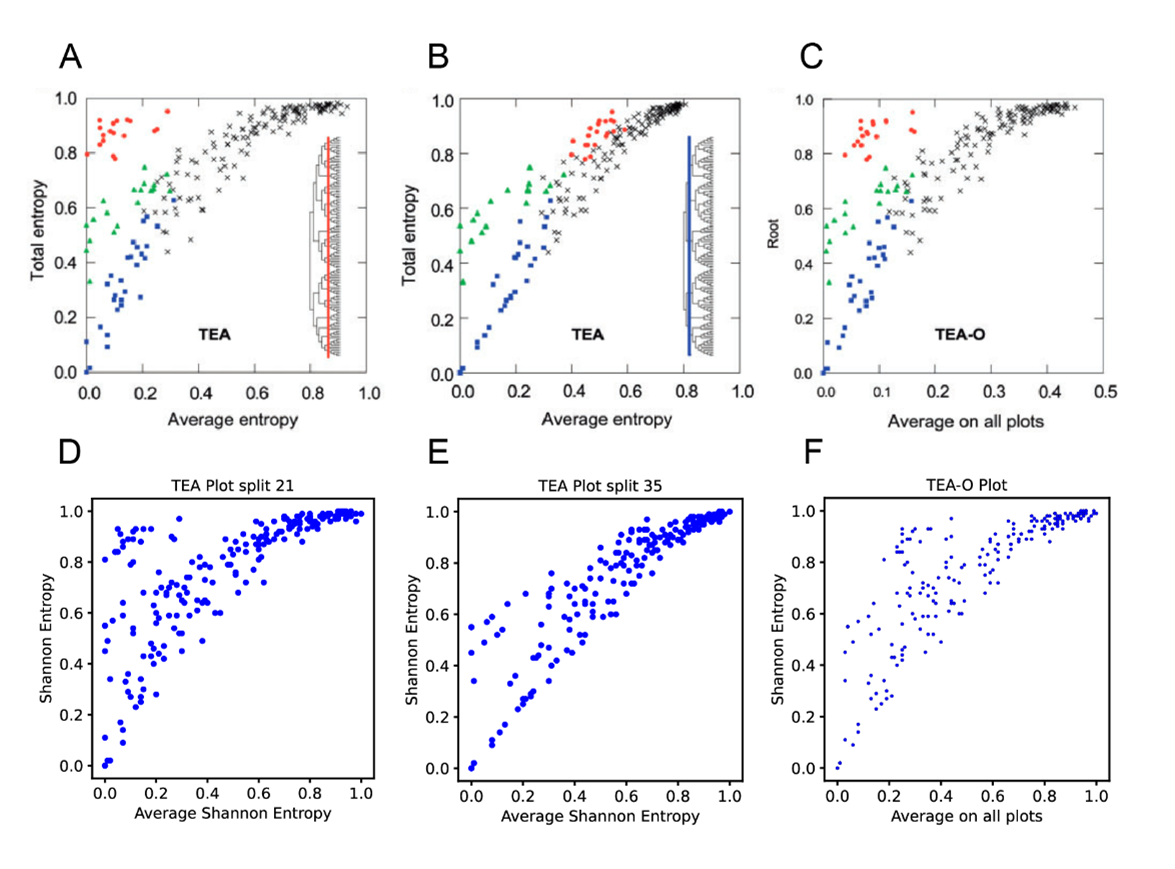 A
B
C
1.0
0.8
0.6
0.4
0.2
0.0
Total entropy
TEA
0.0 0.2 0.4 0.6 0.8 1.0
Average entropy
1.0
0.8
0.6
0.4
0.2
0.0
Total entropy
TEA
0.0 0.2 0.4 0.6 0.8 1.0
Average entropy
1.0
0.8
0.6
0.4
0.2
0.0
Root
TEA-O
0.0 0.1 0.2 0.3 0.4 0.5
Average on all plots
D
E
F
TEA Plot split 21
1.0
0.8
0.6
0.4
0.2
0.0
Shannon Entropy
0.0 0.2 0.4 0.6 0.8 1.0
Average Shannon Entropy
TEA Plot split 35
1.0
0.8
0.6
0.4
0.2
0.0
Shannon Entropy
0.0 0.2 0.4 0.6 0.8 1.0
Average Shannon Entropy
TEA-O Plot
1.0
0.8
0.6
0.4
0.2
0.0
Shannon Entropy
0.0 0.2 0.4 0.6 0.8 1.0
Average on all plots